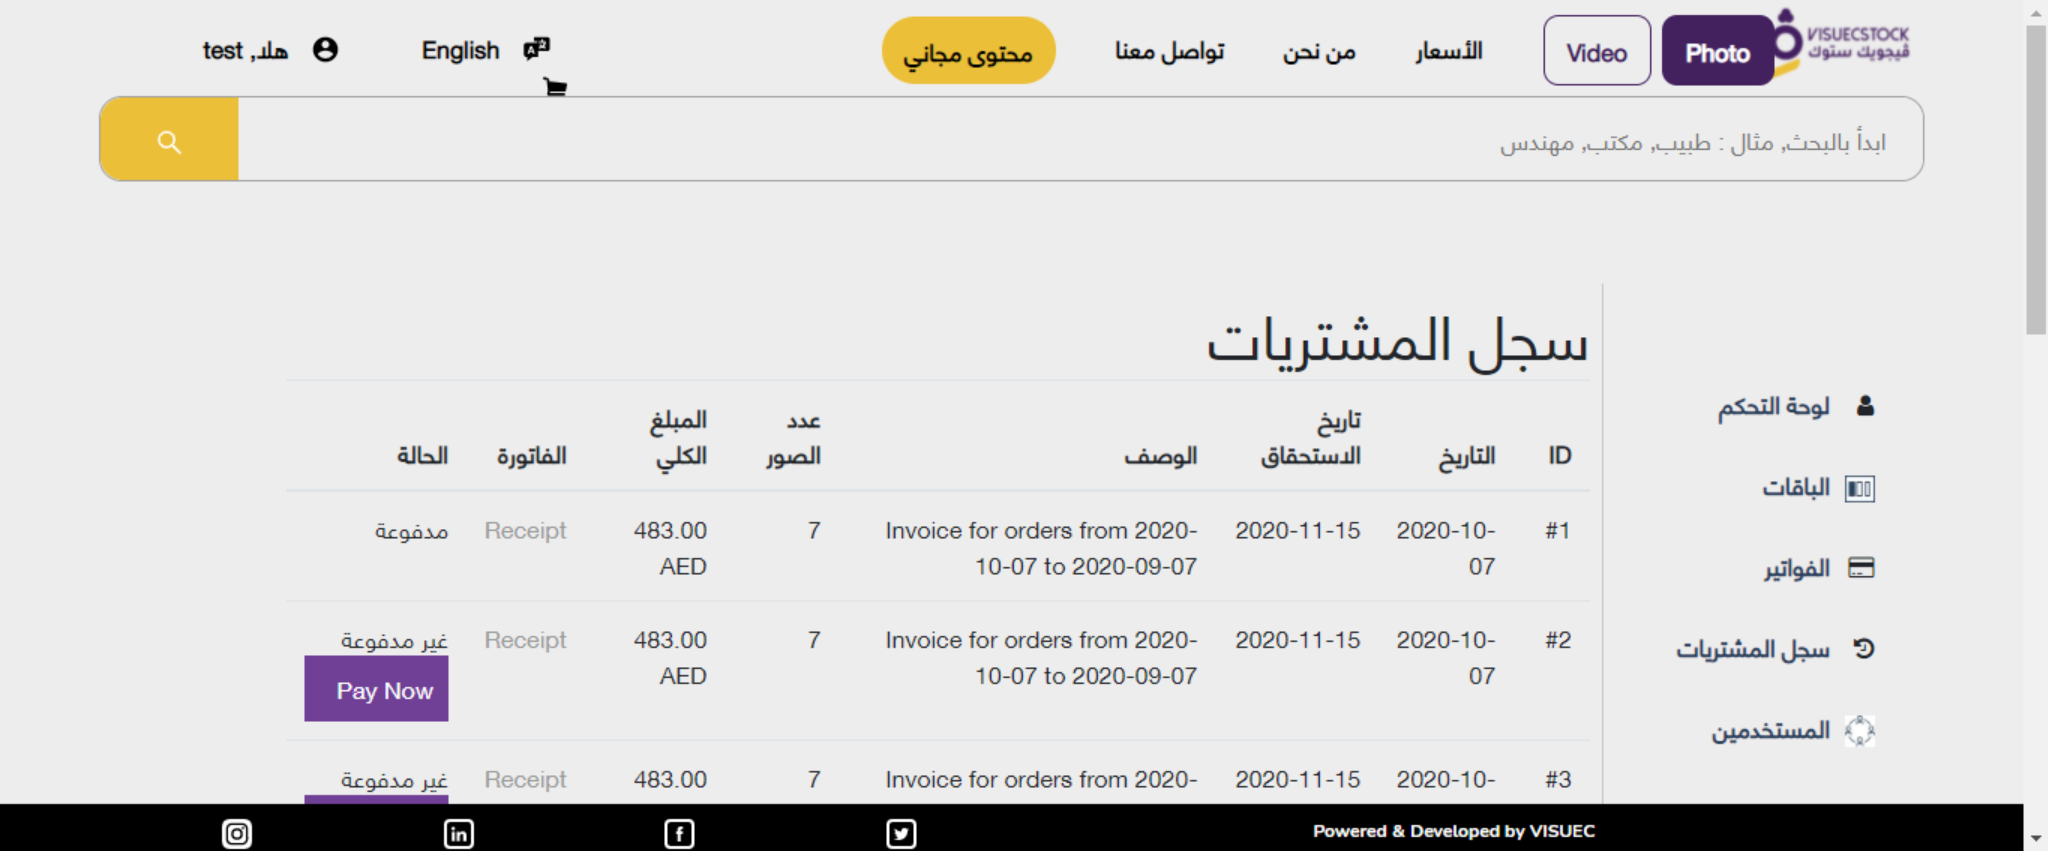 VISUECSTOCK
ڤيجويك ستوك
Photo
Video
الأسعار
من نحن
تواصل معنا
محتوى مجاني
English
هلا, test
ابدأ بالبحث, مثال : طبيب, مكتب, مهندس
لوحة التحكم
الباقات
الفواتير
سجل المشتريات
المستخدمين
سجل المشتريات
ID
التاريخ
تاريخ
الاستحقاق
الوصف
عدد
الصور
المبلغ
الكلي
الفاتورة
الحالة
#1
2020-10-
07
2020-11-15
Invoice for orders from 2020-
10-07 to 2020-09-07
7
483.00
AED
Receipt
مدفوعة
#2
2020-10-
07
2020-11-15
Invoice for orders from 2020-
10-07 to 2020-09-07
7
483.00
AED
Receipt
غير مدفوعة
Pay Now
#3
2020-10-
2020-11-15
Invoice for orders from 2020-
7
483.00
Receipt
غير مدفوعة
Powered & Developed by VISUEC